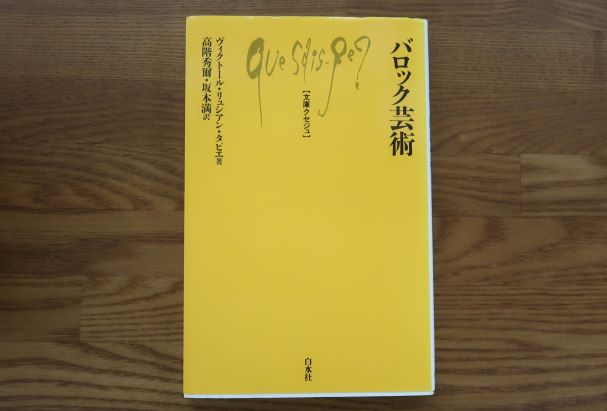 バロック芸術
Que sais-je?
[文庫クセジュ]
ヴィクトール・リュシアン・タピエ著
高階秀爾・坂本満訳
白水社